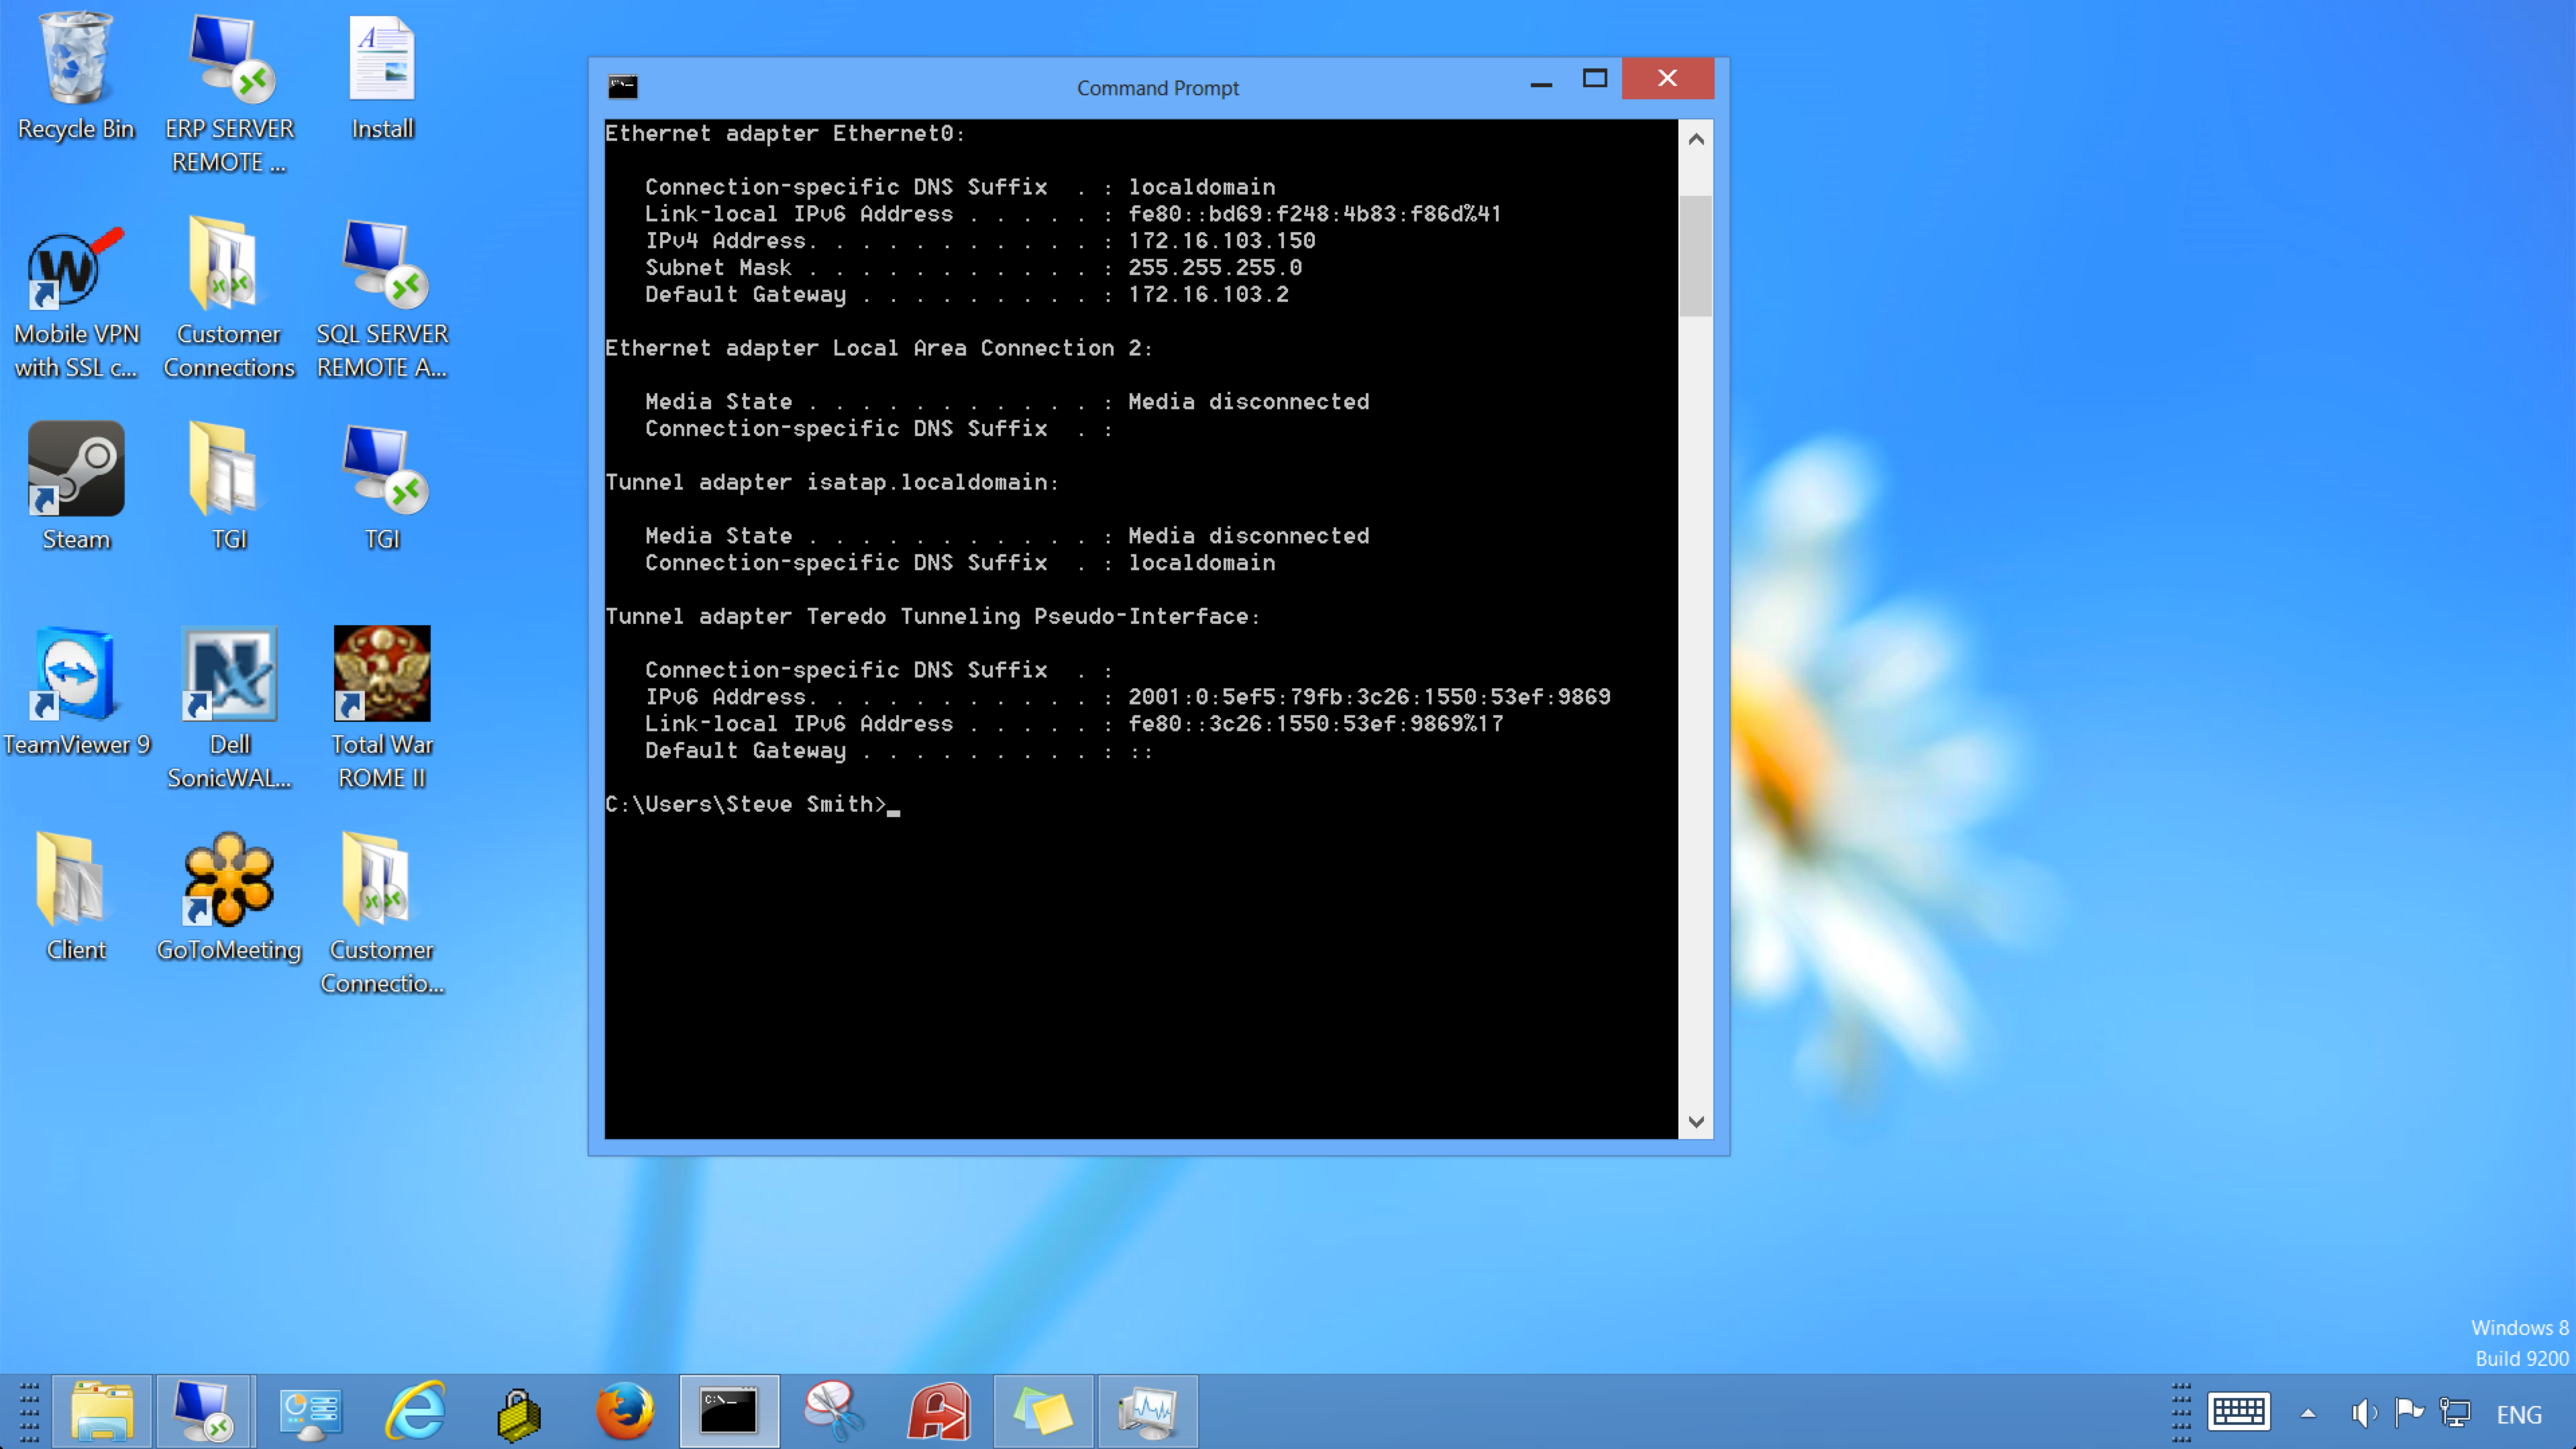 Recycle Bin
ERP SERVER
REMOTE ...
Install
Mobile VPN
with SSL c...
Customer
Connections
SQL SERVER
REMOTE A...
Steam
TGI
TGI
TeamViewer 9
Dell
SonicWAL...
Total War
ROME II
Client
GoToMeeting
Customer
Connectio...
Command Prompt
Ethernet adapter Ethernet0:
Connection-specific DNS Suffix . : localdomain
Link-local IPv6 Address . . . . . : fe80::bd69:f248:4b83:f86d%41
IPv4 Address. . . . . . . . . . . : 172.16.103.150
Subnet Mask . . . . . . . . . . . : 255.255.255.0
Default Gateway . . . . . . . . . : 172.16.103.2
Ethernet adapter Local Area Connection 2:
Media State . . . . . . . . . . . : Media disconnected
Connection-specific DNS Suffix . :
Tunnel adapter isatap.localdomain:
Media State . . . . . . . . . . . : Media disconnected
Connection-specific DNS Suffix . : localdomain
Tunnel adapter Teredo Tunneling Pseudo-Interface:
Connection-specific DNS Suffix . :
IPv6 Address. . . . . . . . . . . : 2001:0:5ef5:79fb:3c26:1550:53ef:9869
Link-local IPv6 Address . . . . . : fe80::3c26:1550:53ef:9869%17
Default Gateway . . . . . . . . . : ::
C:\Users\Steve Smith>_
Windows 8
Build 9200
ENG